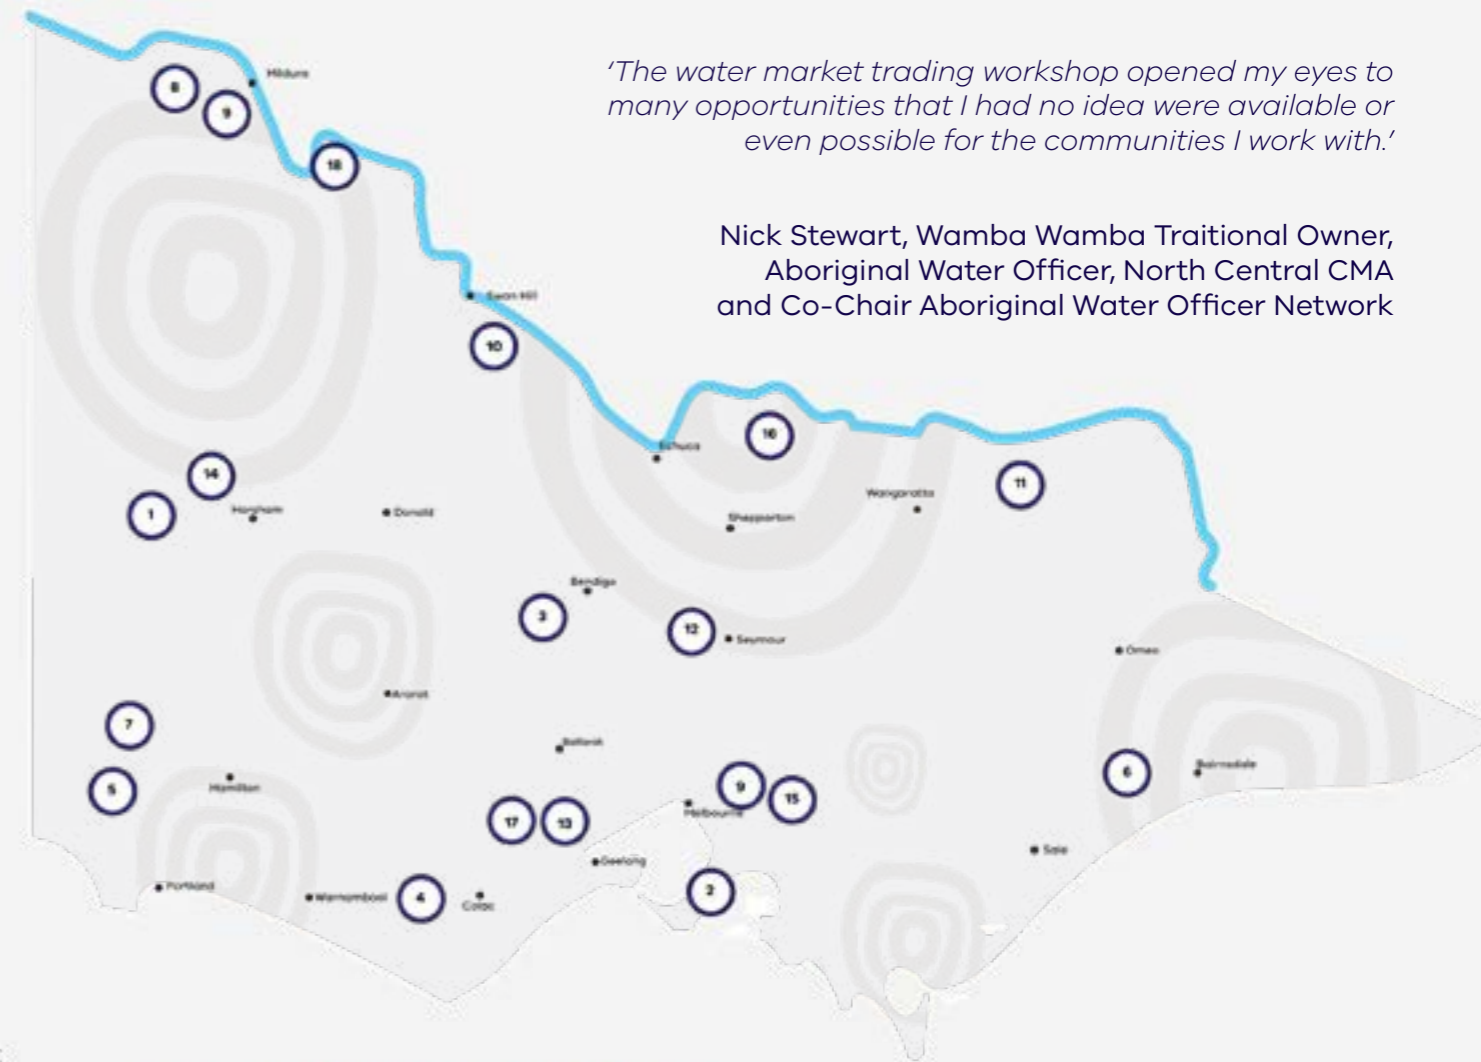 ‘The water market trading workshop opened my eyes to
many opportunities that I had no idea were available or
even possible for the communities I work with.’
Nick Stewart, Wamba Wamba Traitional Owner,
Aboriginal Water Officer, North Central CMA
and Co-Chair Aboriginal Water Officer Network
Mildura
8
9
18
Swan Hill
10
Echuca
16
11
Wangaratta
14
1
Horsham
Donald
Shepparton
Bendigo
3
12
Seymour
Omeo
Ararat
7
Ballarat
5
Hamilton
6
Bairnsdale
9
15
Melbourne
17
13
Geelong
Sale
Portland
Warrnambool
4
Colac
2